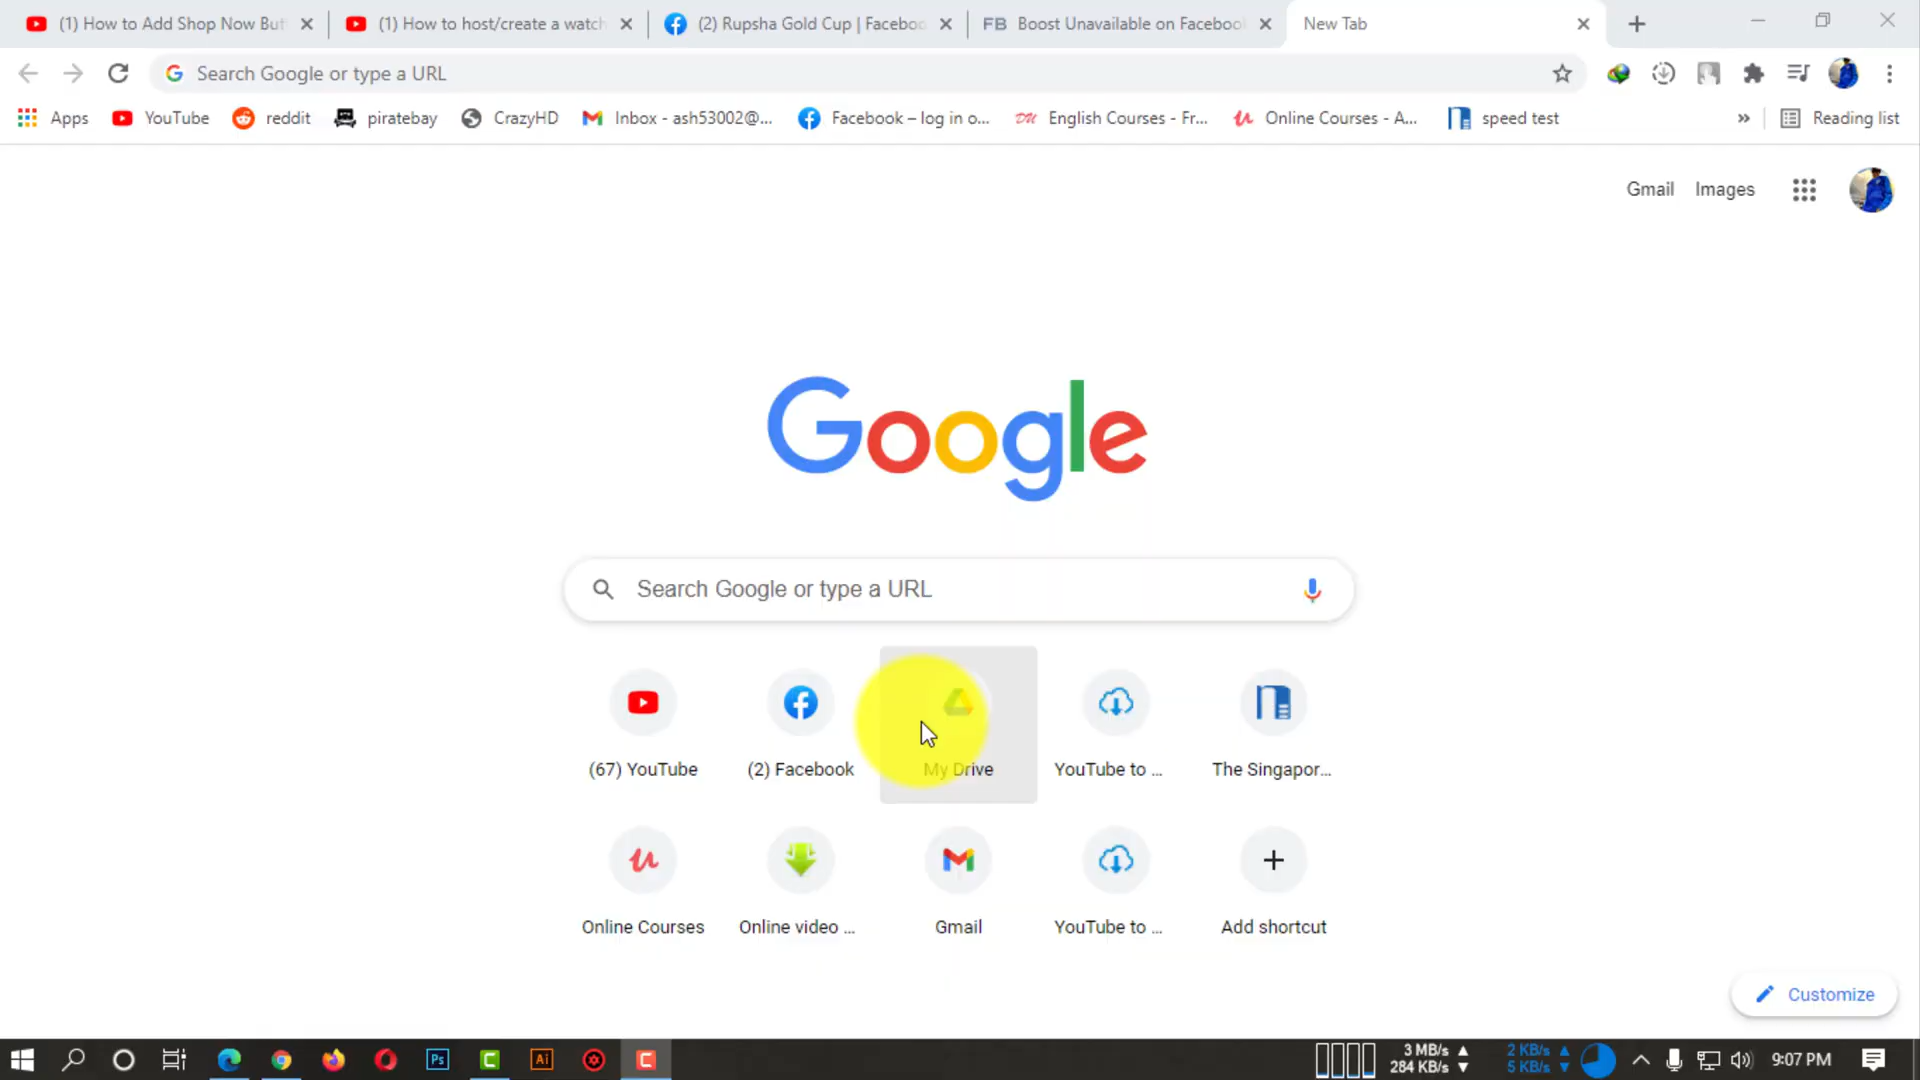 (1) How to Add Shop Now But
(1) How to host/create a watch
(2) Rupsha Gold Cup | Faceboo
FB Boost Unavailable on Facebook
New Tab
Search Google or type a URL
Apps YouTube reddit piratebay CrazyHD Inbox - ash53002@... Facebook – log in o... DU English Courses - Fr... Online Courses - A... speed test » Reading list
Gmail Images
Google
Search Google or type a URL
(67) YouTube (2) Facebook My Drive YouTube to ... The Singapor...
Online Courses Online video ... Gmail YouTube to ... Add shortcut
Customize
Ps Ai
3 MB/s
284 KB/s
2 KB/s
5 KB/s
9:07 PM